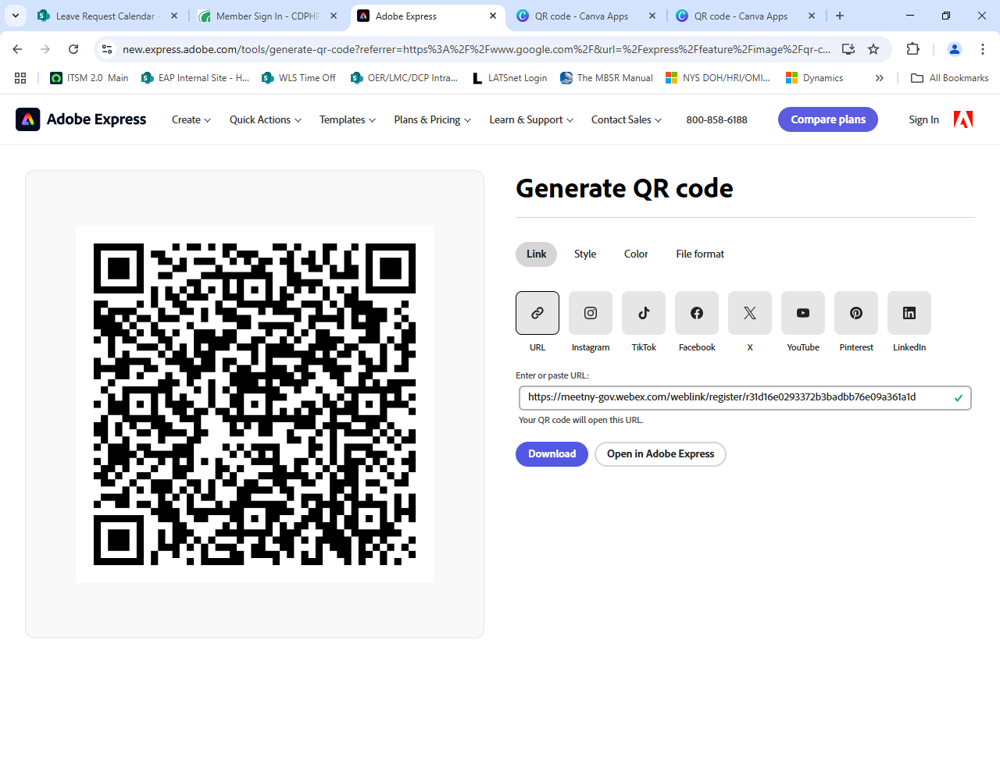 Leave Request Calendar -
Member Sign In - CDPHP
Adobe Express
QR code - Canva Apps
QR code - Canva Apps
new.express.adobe.com/tools/generate-qr-code?referrer=https%3A%2F%2Fwww.google.com%2F&url=%2Fexpress%2Ffeature%2Fimage%2Fqr-c...
ITSM 2.0 Main
EAP Internal Site - H...
WLS Time Off
OER/LMC/DCP Intra...
LATSnet Login
The MBSR Manual
NYS DOH/HRI/OMI...
Dynamics
All Bookmarks
Adobe Express
Create
Quick Actions
Templates
Plans & Pricing
Learn & Support
Contact Sales
800-858-6188
Compare plans
Sign In
Generate QR code
Link
Style
Color
File format
URL
Instagram
TikTok
Facebook
X
YouTube
Pinterest
LinkedIn
Enter or paste URL:
https://meetny-gov.webex.com/weblink/register/r31d16e0293372b3badbb76e09a361a1d
Your QR code will open this URL.
Download
Open in Adobe Express